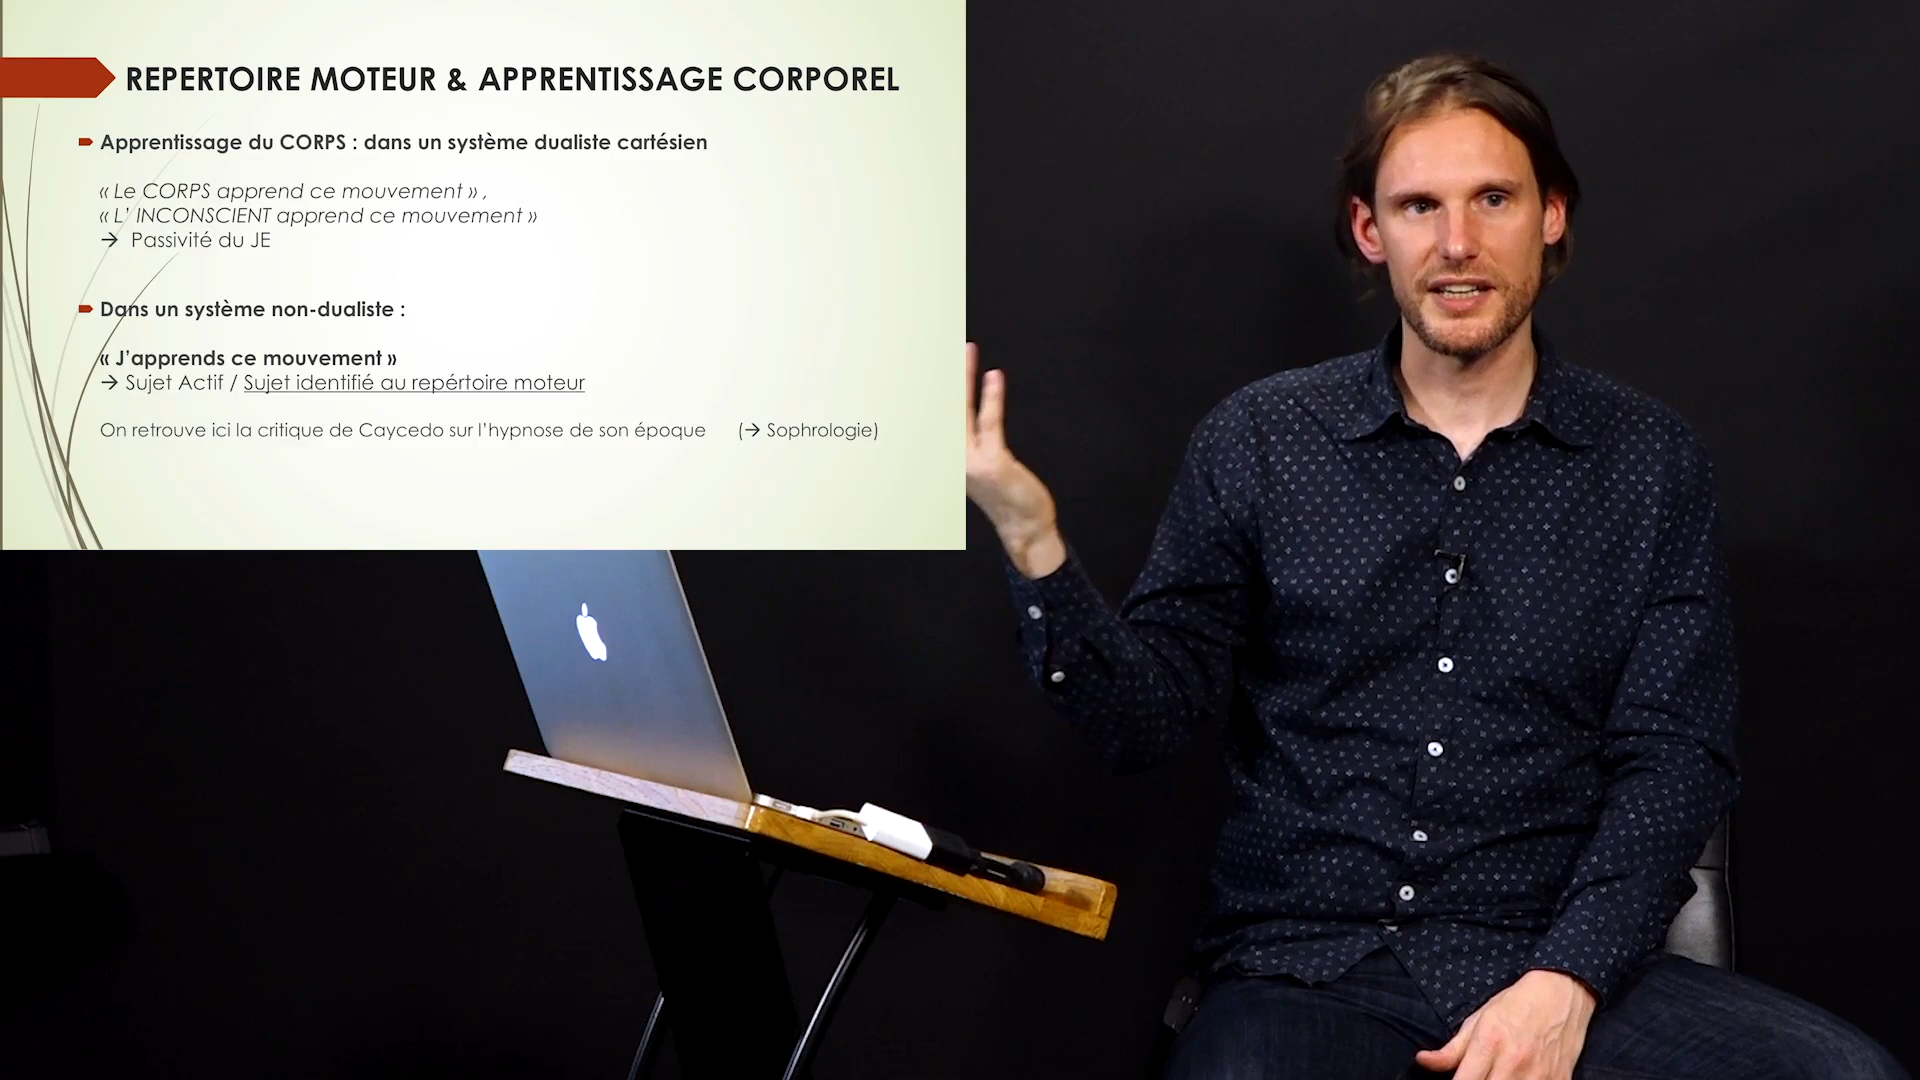 REPERTOIRE MOTEUR & APPRENTISSAGE CORPOREL
Apprentissage du CORPS : dans un système dualiste cartésien
« Le CORPS apprend ce mouvement » ,
« L’ INCONSCIENT apprend ce mouvement »
→ Passivité du JE
Dans un système non-dualiste :
« J’apprends ce mouvement »
→ Sujet Actif / Sujet identifié au repértoire moteur
On retrouve ici la critique de Caycedo sur l’hypnose de son époque (→ Sophrologie)